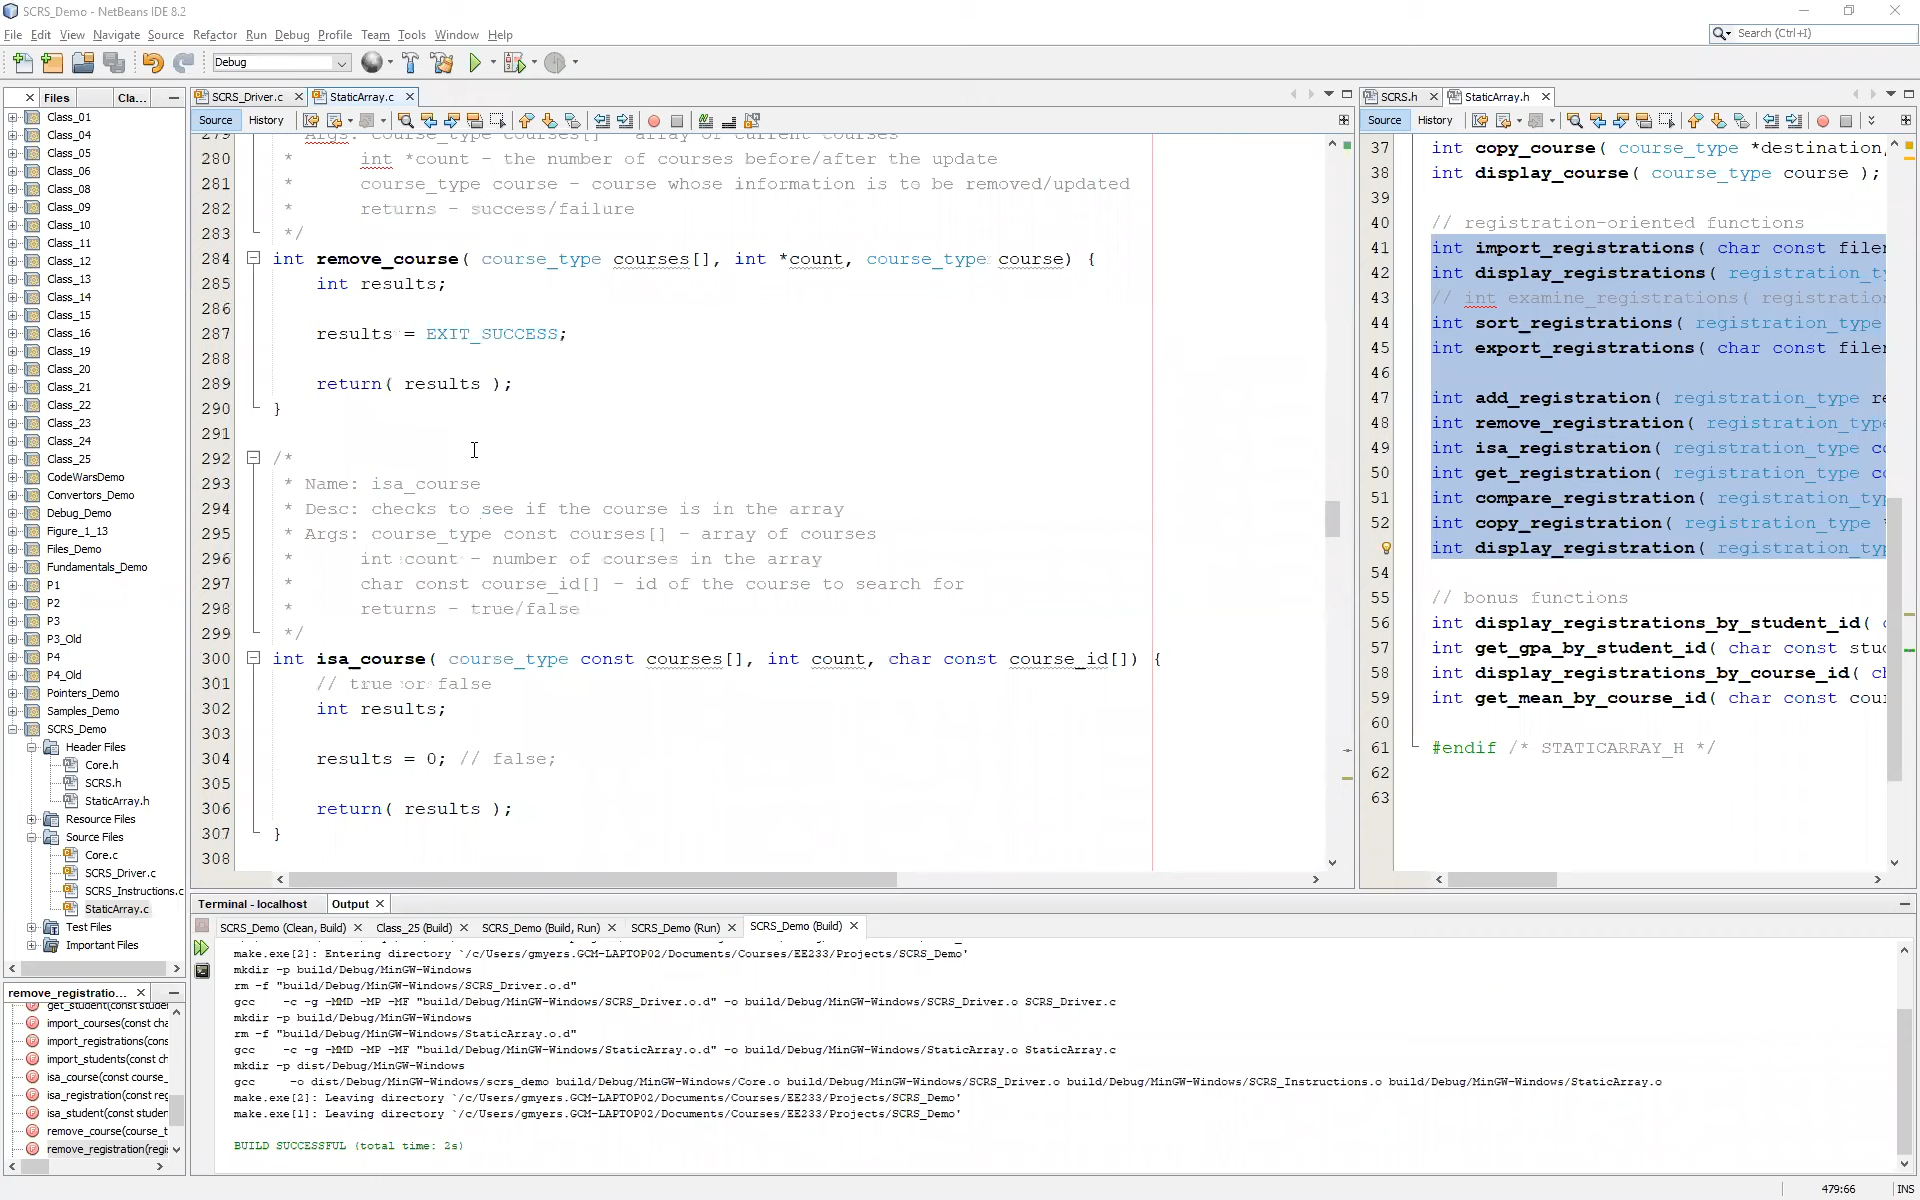 SCRS_Demo - NetBeans IDE 8.2
File Edit View Navigate Source Refactor Run Debug Profile Team Tools Window Help
Search (Ctrl+I)
Debug
Files
Cla...
Class_01
Class_04
Class_05
Class_06
Class_08
Class_09
Class_10
Class_11
Class_12
Class_13
Class_14
Class_15
Class_16
Class_19
Class_20
Class_21
Class_22
Class_23
Class_24
Class_25
CodeWarsDemo
Convertors_Demo
Debug_Demo
Figure_1_13
Files_Demo
Fundamentals_Demo
P1
P2
P3
P3_Old
P4
P4_Old
Pointers_Demo
Samples_Demo
SCRS_Demo
Header Files
Core.h
SCRS.h
StaticArray.h
Resource Files
Source Files
Core.c
SCRS_Driver.c
SCRS_Instructions.c
StaticArray.c
Test Files
Important Files
remove_registratio...
get_student(const studer
import_courses(const cha
import_registrations(cons
import_students(const ch
isa_course(const course_
isa_registration(const reg
isa_student(const studer
remove_course(course_t
remove_registration(regi
SCRS_Driver.c
StaticArray.c
Source History
279 * Args: course_type courses[] - array of current courses
280 * int *count - the number of courses before/after the update
281 * course_type course - course whose information is to be removed/updated
282 * returns - success/failure
283 */
284 int remove_course( course_type courses[], int *count, course_type course) {
285 int results;
286
287 results = EXIT_SUCCESS;
288
289 return( results );
290 }
291
292 /*
293 * Name: isa_course
294 * Desc: checks to see if the course is in the array
295 * Args: course_type const courses[] - array of courses
296 * int count - number of courses in the array
297 * char const course_id[] - id of the course to search for
298 * returns - true/false
299 */
300 int isa_course( course_type const courses[], int count, char const course_id[]) {
301 // true or false
302 int results;
303
304 results = 0; // false;
305
306 return( results );
307 }
308
SCRS.h
StaticArray.h
Source History
37 int copy_course( course_type *destination,
38 int display_course( course_type course );
39
40 // registration-oriented functions
41 int import_registrations( char const filer
42 int display_registrations( registration_ty
43 // int examine_registrations( registration
44 int sort_registrations( registration_type
45 int export_registrations( char const filer
46
47 int add_registration( registration_type re
48 int remove_registration( registration_type
49 int isa_registration( registration_type co
50 int get_registration( registration_type co
51 int compare_registration( registration_typ
52 int copy_registration( registration_type *
int display_registration( registration_typ
54
55 // bonus functions
56 int display_registrations_by_student_id( c
57 int get_gpa_by_student_id( char const stud
58 int display_registrations_by_course_id( ch
59 int get_mean_by_course_id( char const cour
60
61 #endif /* STATICARRAY_H */
62
63
Terminal - localhost
Output
SCRS_Demo (Clean, Build) Class_25 (Build) SCRS_Demo (Build, Run) SCRS_Demo (Run) SCRS_Demo (Build)
make.exe[2]: Entering directory `/c/Users/gmyers.GCM-LAPTOP02/Documents/Courses/EE233/Projects/SCRS_Demo'
mkdir -p build/Debug/MinGW-Windows
rm -f "build/Debug/MinGW-Windows/SCRS_Driver.o.d"
gcc -c -g -MMD -MP -MF "build/Debug/MinGW-Windows/SCRS_Driver.o.d" -o build/Debug/MinGW-Windows/SCRS_Driver.o SCRS_Driver.c
mkdir -p build/Debug/MinGW-Windows
rm -f "build/Debug/MinGW-Windows/StaticArray.o.d"
gcc -c -g -MMD -MP -MF "build/Debug/MinGW-Windows/StaticArray.o.d" -o build/Debug/MinGW-Windows/StaticArray.o StaticArray.c
mkdir -p dist/Debug/MinGW-Windows
gcc -o dist/Debug/MinGW-Windows/scrs_demo build/Debug/MinGW-Windows/Core.o build/Debug/MinGW-Windows/SCRS_Driver.o build/Debug/MinGW-Windows/SCRS_Instructions.o build/Debug/MinGW-Windows/StaticArray.o
make.exe[2]: Leaving directory `/c/Users/gmyers.GCM-LAPTOP02/Documents/Courses/EE233/Projects/SCRS_Demo'
make.exe[1]: Leaving directory `/c/Users/gmyers.GCM-LAPTOP02/Documents/Courses/EE233/Projects/SCRS_Demo'
BUILD SUCCESSFUL (total time: 2s)
479:66
INS